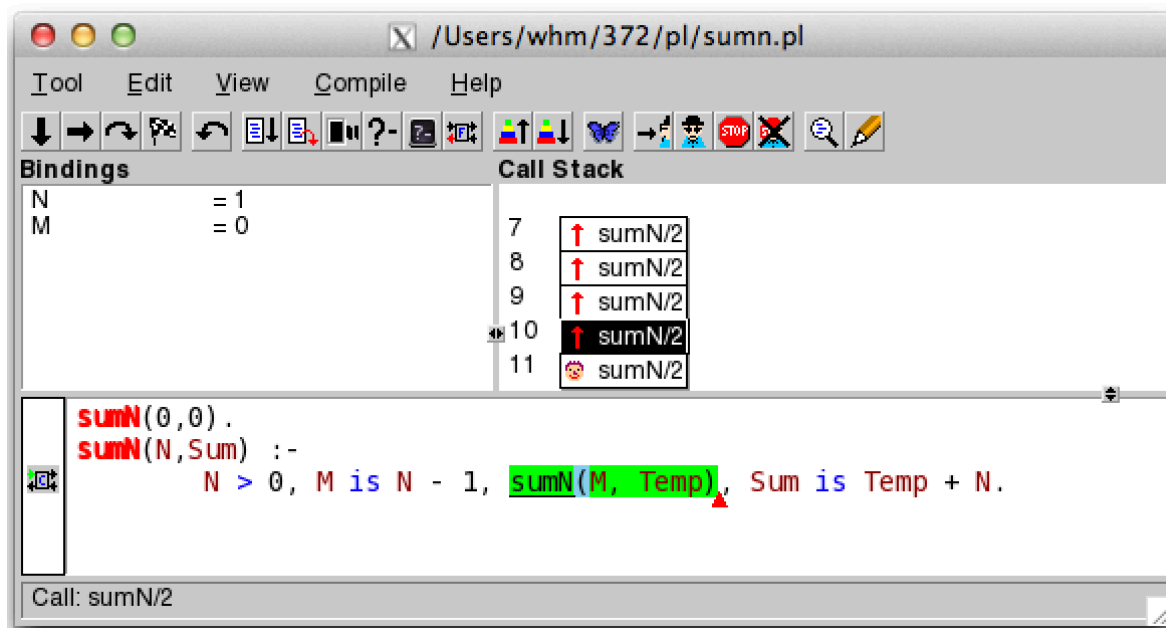 /Users/whm/372/pl/sumn.pl
Tool Edit View Compile Help
?- ?- F STOP
Bindings Call Stack
N = 1
M = 0
7 sumN/2
8 sumN/2
9 sumN/2
10 sumN/2
11 sumN/2
sumN(0,0).
sumN(N,Sum) :-
C N > 0, M is N - 1, sumN(M, Temp), Sum is Temp + N.
Call: sumN/2